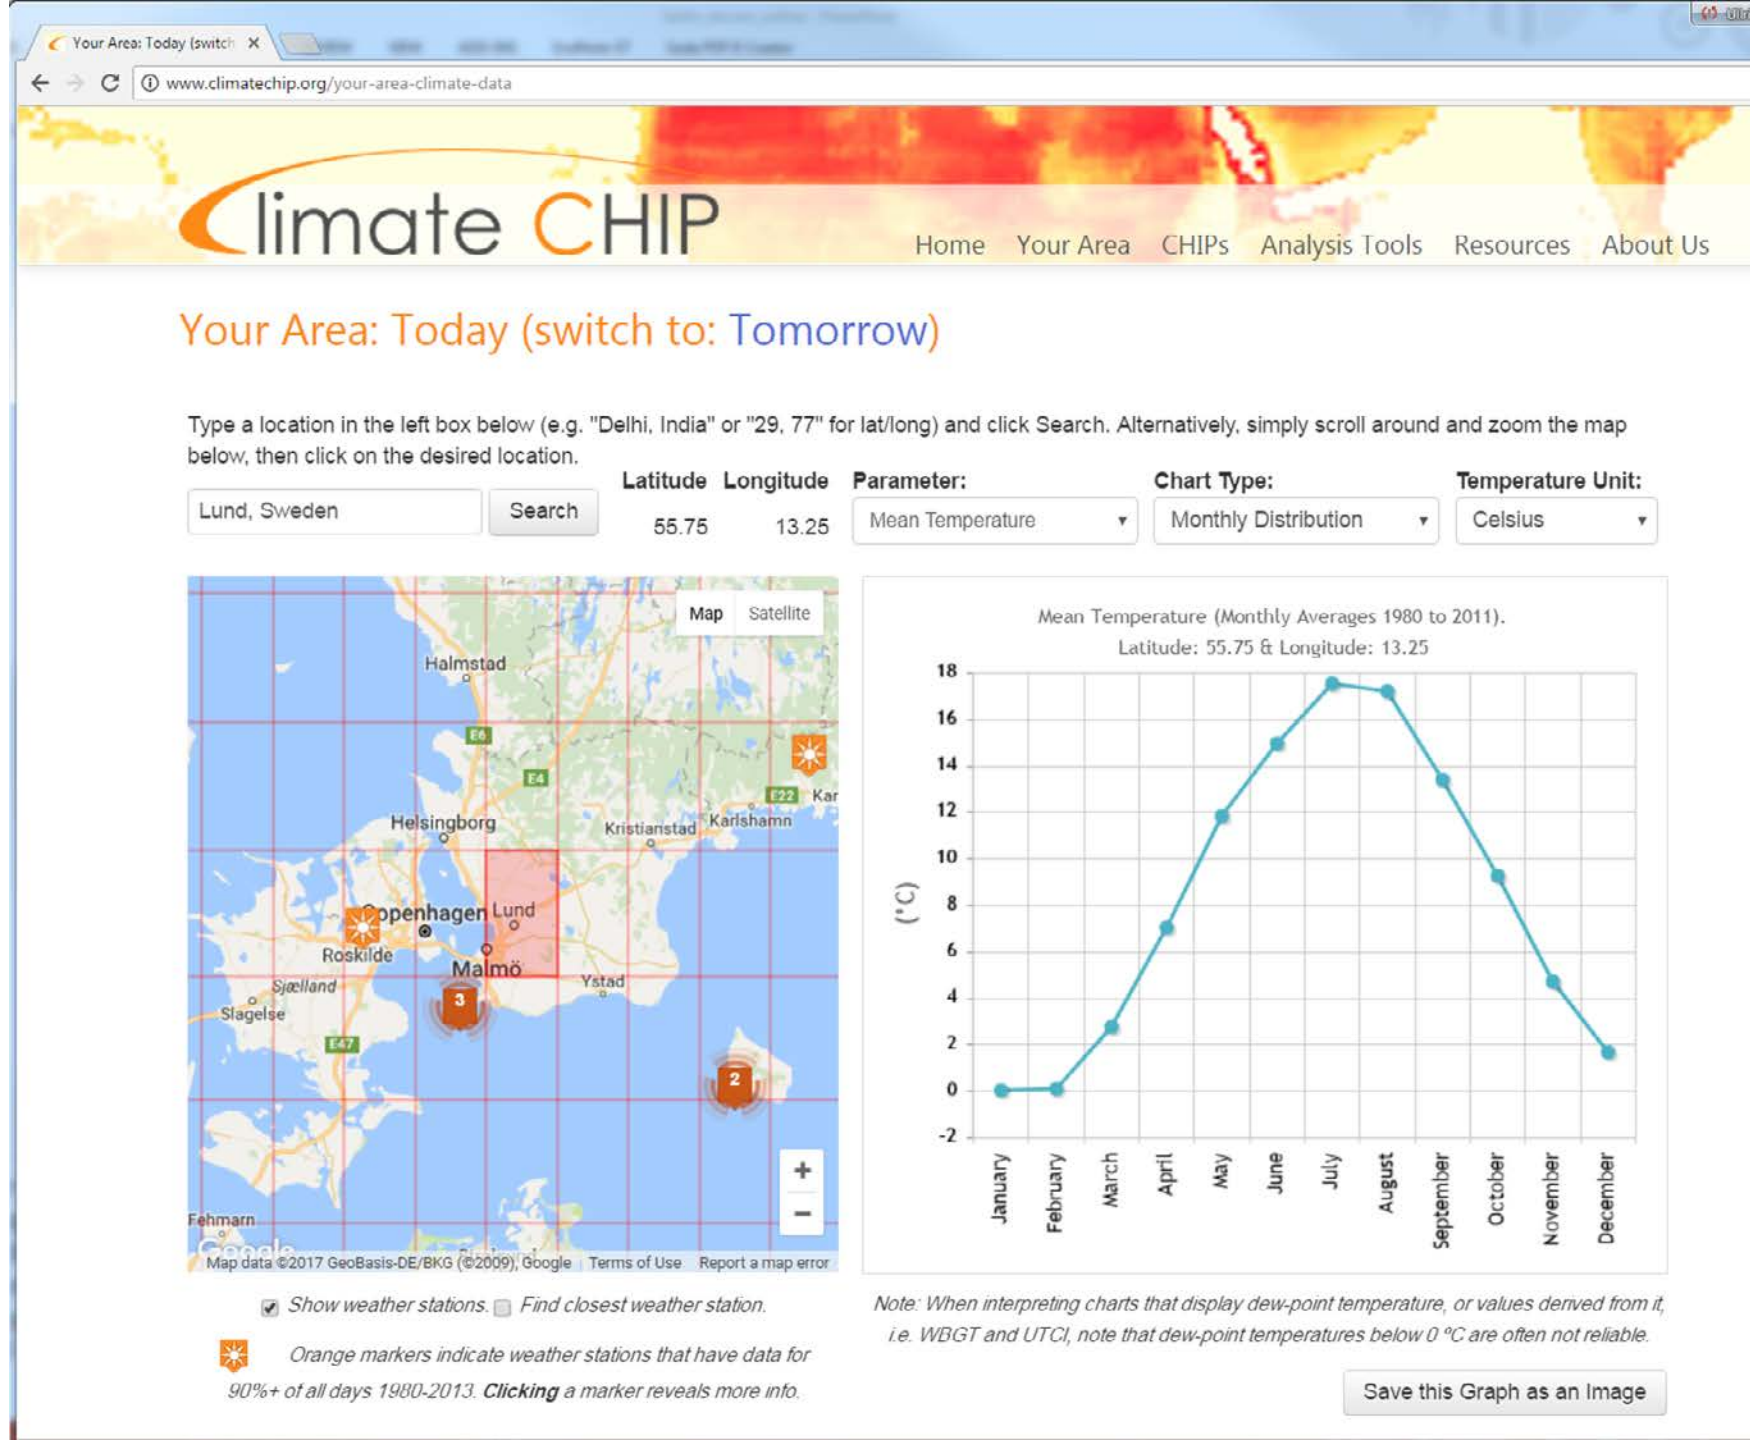 Your Area: Today (switch
www.climatechip.org/your-area-climate-data
Climate CHIP
Home Your Area CHIPs Analysis Tools Resources About Us
Your Area: Today (switch to: Tomorrow)
Type a location in the left box below (e.g. "Delhi, India" or "29, 77" for lat/long) and click Search. Alternatively, simply scroll around and zoom the map
below, then click on the desired location.
Latitude Longitude Parameter: Chart Type: Temperature Unit:
Lund, Sweden Search 55.75 13.25 Mean Temperature Monthly Distribution Celsius
Map Satellite
Halmstad
E6
E4
E22 Kar
Karlshamn
Helsingborg
Kristianstad
openhagen Lund
Roskilde
Malmö
Ystad
Sjælland
3
Slagelse
E47
2
+
−
Fehmarn
Google
Map data ©2017 GeoBasis-DE/BKG (©2009), Google Terms of Use Report a map error
Mean Temperature (Monthly Averages 1980 to 2011).
Latitude: 55.75 & Longitude: 13.25
18
16
14
12
10
8
6
4
2
0
-2
(°C)
January
February
March
April
May
June
July
August
September
October
November
December
Show weather stations. Find closest weather station.
Orange markers indicate weather stations that have data for
90%+ of all days 1980-2013. Clicking a marker reveals more info.
Note: When interpreting charts that display dew-point temperature, or values derived from it,
i.e. WBGT and UTCI, note that dew-point temperatures below 0 ºC are often not reliable.
Save this Graph as an Image